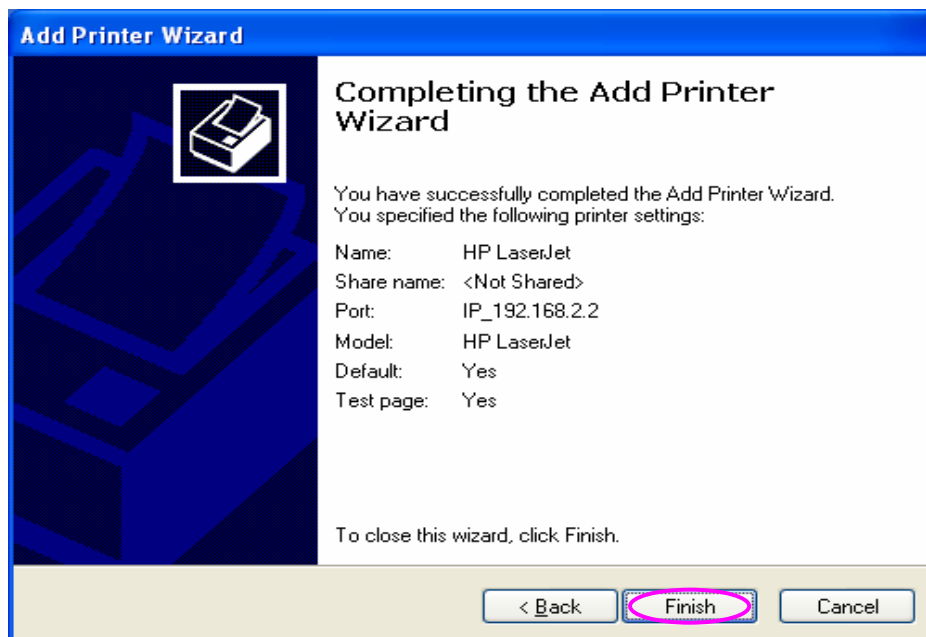 Add Printer Wizard
Completing the Add Printer
Wizard
You have successfully completed the Add Printer Wizard.
You specified the following printer settings:
Name: HP LaserJet
Share name: <Not Shared>
Port: IP_192.168.2.2
Model: HP LaserJet
Default: Yes
Test page: Yes
To close this wizard, click Finish.
< Back Finish Cancel